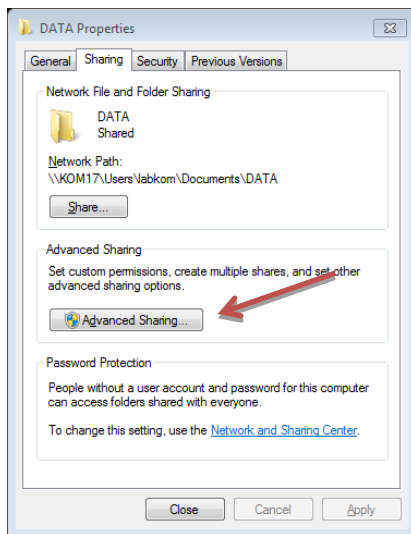 DATA Properties
General Sharing Security Previous Versions
Network File and Folder Sharing
DATA
Shared
Network Path:
\\KOM17\Users\labkom\Documents\DATA
Share...
Advanced Sharing
Set custom permissions, create multiple shares, and set other
advanced sharing options.
Advanced Sharing...
Password Protection
People without a user account and password for this computer
can access folders shared with everyone.
To change this setting, use the Network and Sharing Center.
Close Cancel Apply